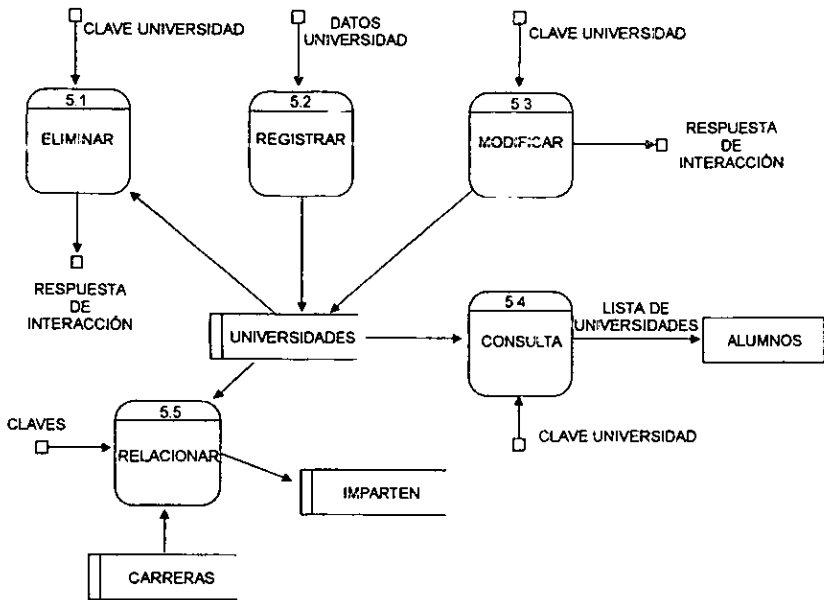 CLAVE UNIVERSIDAD
DATOS
UNIVERSIDAD
CLAVE UNIVERSIDAD
5.1
ELIMINAR
5.2
REGISTRAR
5.3
MODIFICAR
RESPUESTA
DE
INTERACCIÓN
RESPUESTA
DE
INTERACCIÓN
UNIVERSIDADES
5.4
CONSULTA
LISTA DE
UNIVERSIDADES
ALUMNOS
CLAVE UNIVERSIDAD
CLAVES
5.5
RELACIONAR
IMPARTEN
CARRERAS